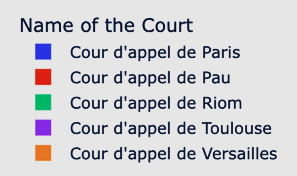 Name of the Court
Cour d'appel de Paris
Cour d'appel de Pau
Cour d'appel de Riom
Cour d'appel de Toulouse
Cour d'appel de Versailles